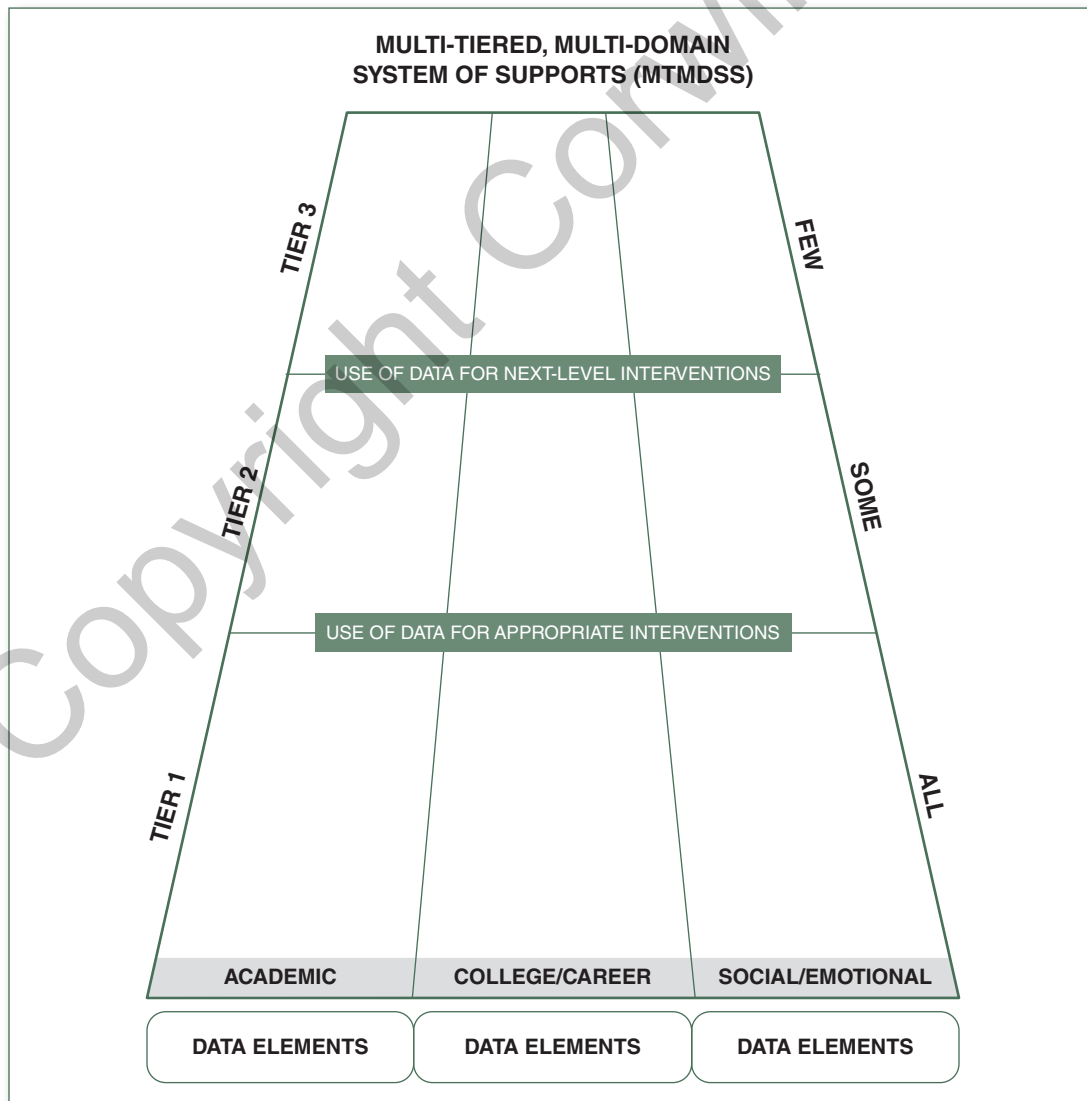 MULTI-TIERED, MULTI-DOMAIN
SYSTEM OF SUPPORTS (MTMDSS)
TIER 3
FEW
USE OF DATA FOR NEXT-LEVEL INTERVENTIONS
TIER 2
SOME
USE OF DATA FOR APPROPRIATE INTERVENTIONS
TIER 1
ALL
ACADEMIC
COLLEGE/CAREER
SOCIAL/EMOTIONAL
DATA ELEMENTS
DATA ELEMENTS
DATA ELEMENTS
Copyright Corwin